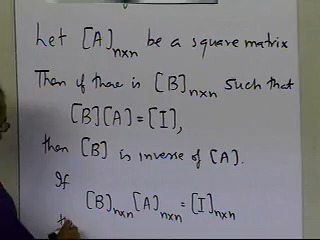 Let [A]nxn be a square matrix
Then if there is [B]nxn such that
[B][A]=[I],
then [B] is inverse of [A].
If
[B]nxn[A]nxn=[I]nxn